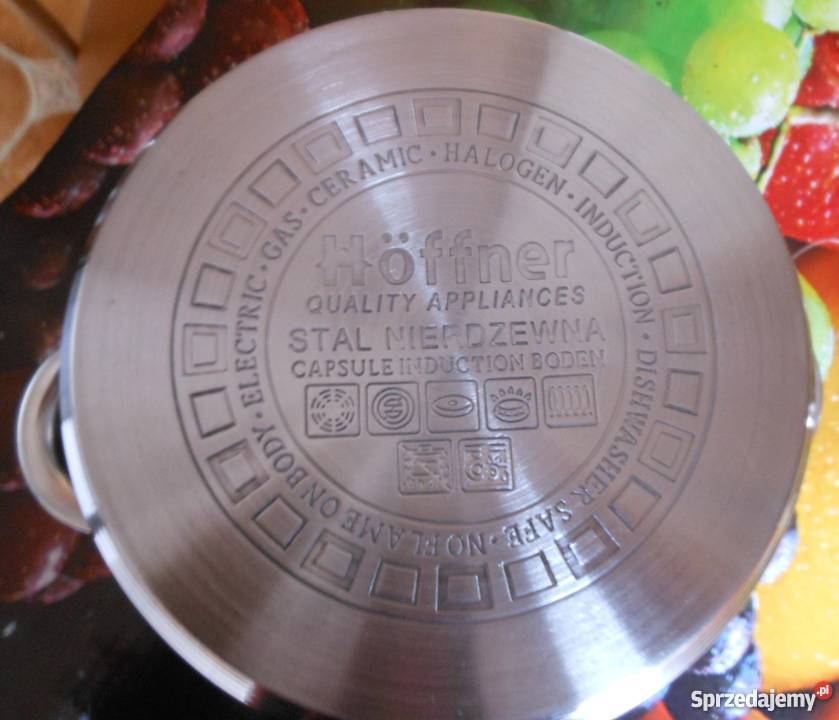 Höffner
QUALITY APPLIANCES
STAL NIERDZEWNA
CAPSULE INDUCTION BODEN
ELECTRIC · GAS · CERAMIC · HALOGEN · INDUCTION · DISHWASHER SAFE · NO FLAME ON BODY ·
Sprzedajemy.pl